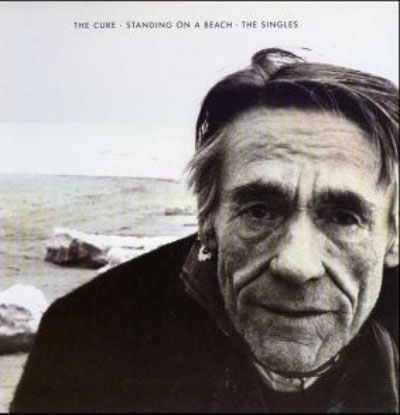 THE CURE · STANDING ON A BEACH · THE SINGLES